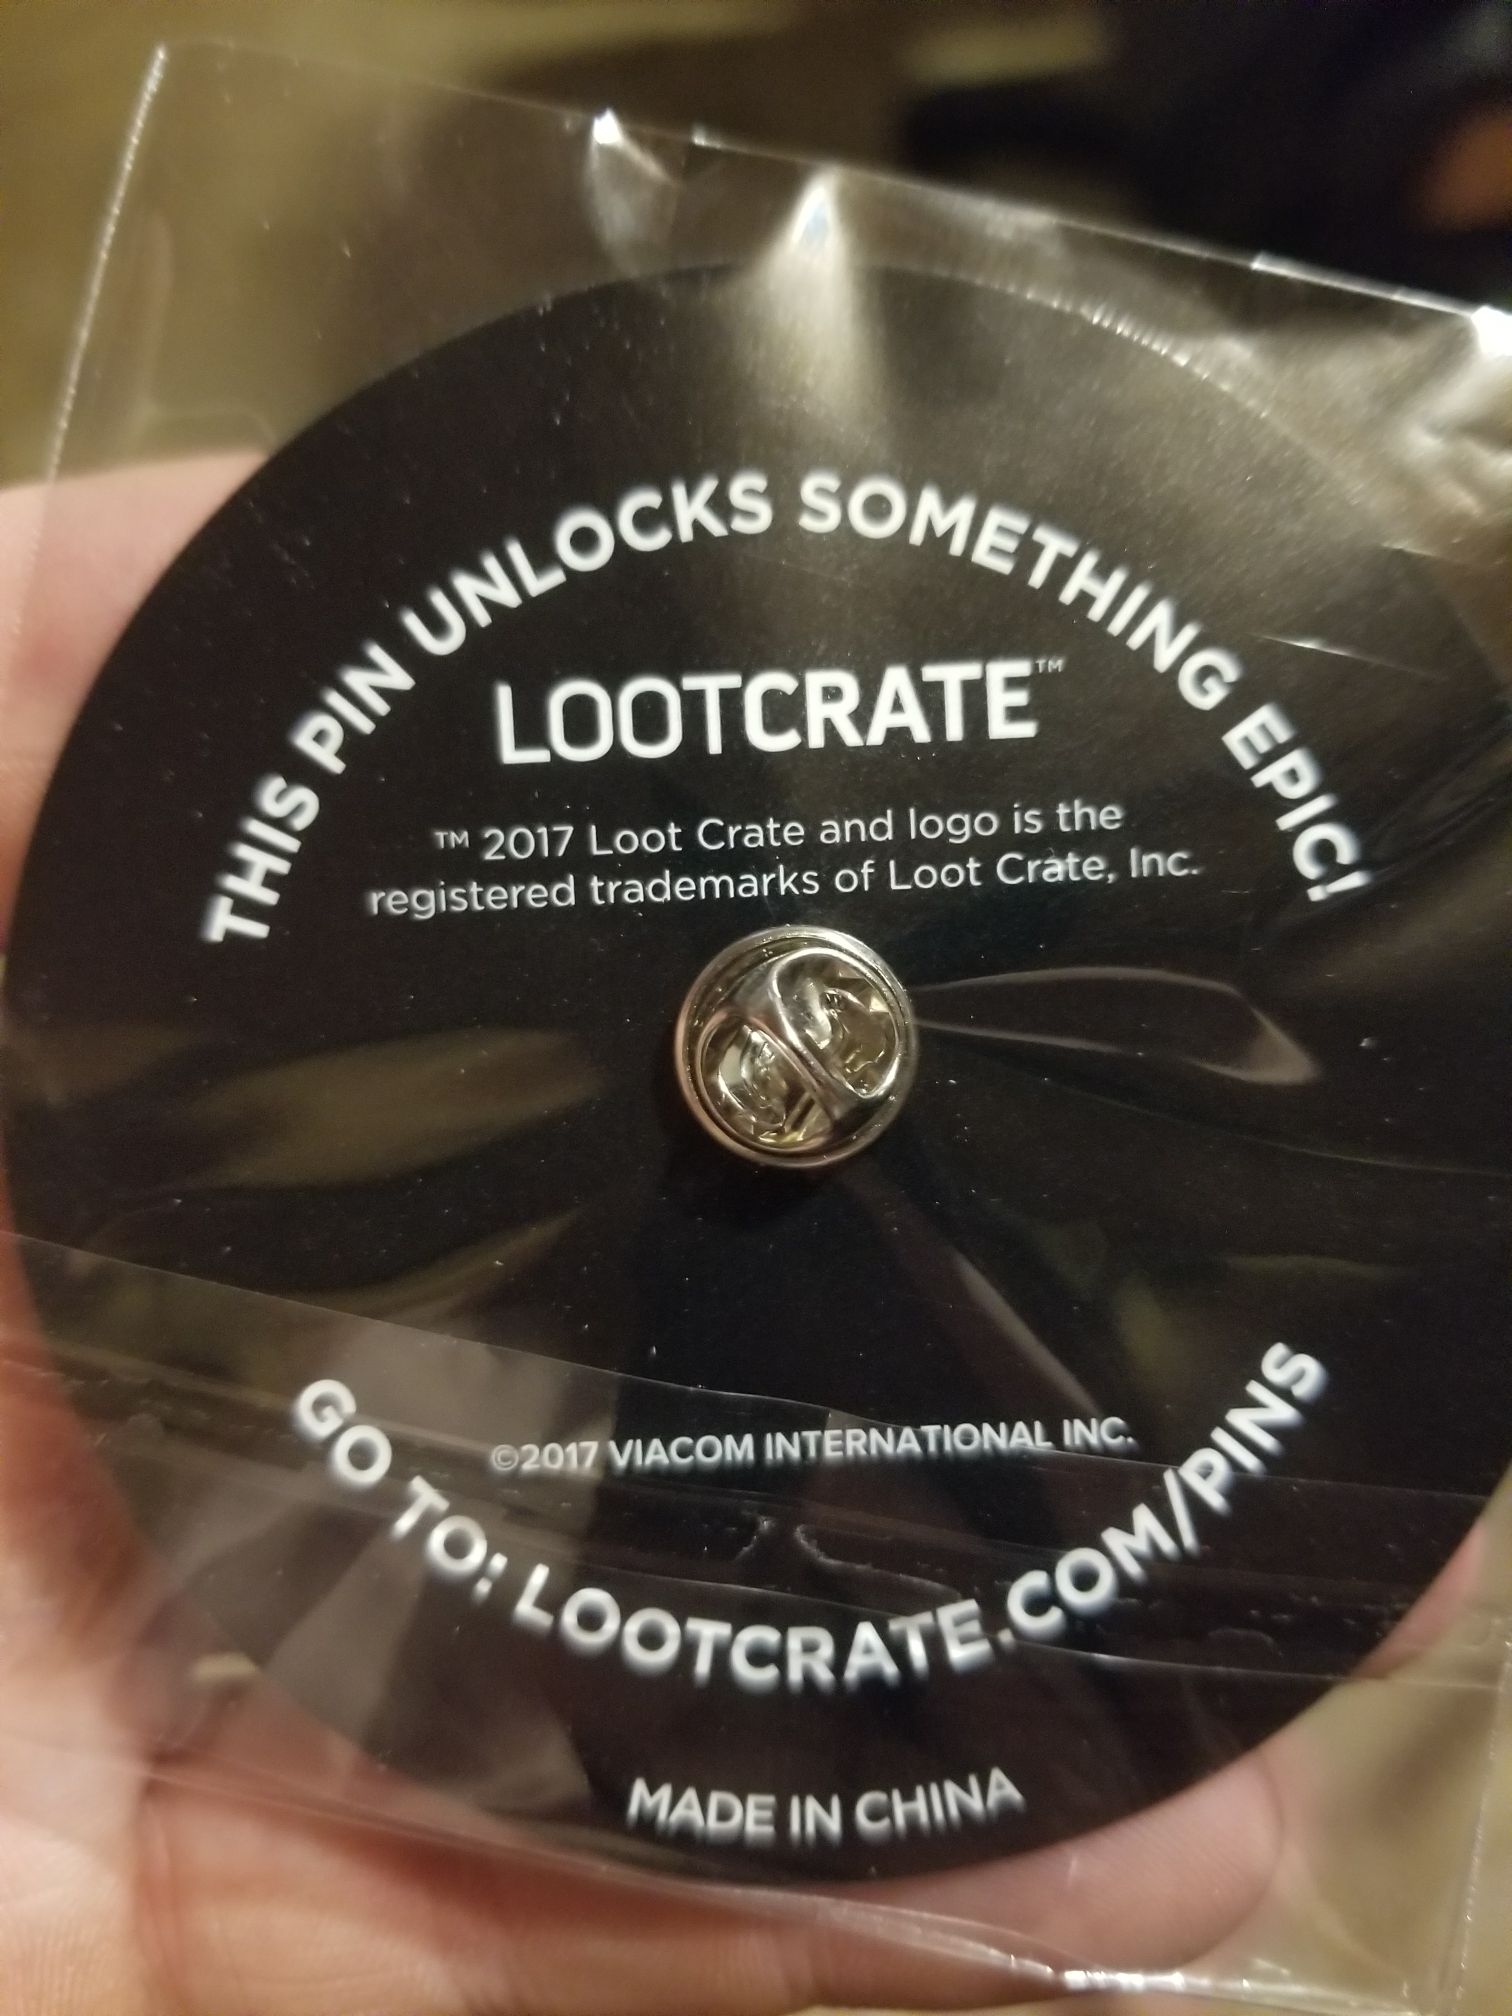 THIS PIN UNLOCKS SOMETHING EPIC!
LOOTCRATE™
™ 2017 Loot Crate and logo is the
registered trademarks of Loot Crate, Inc.
©2017 VIACOM INTERNATIONAL INC.
GO TO: LOOTCRATE.COM/PINS
MADE IN CHINA